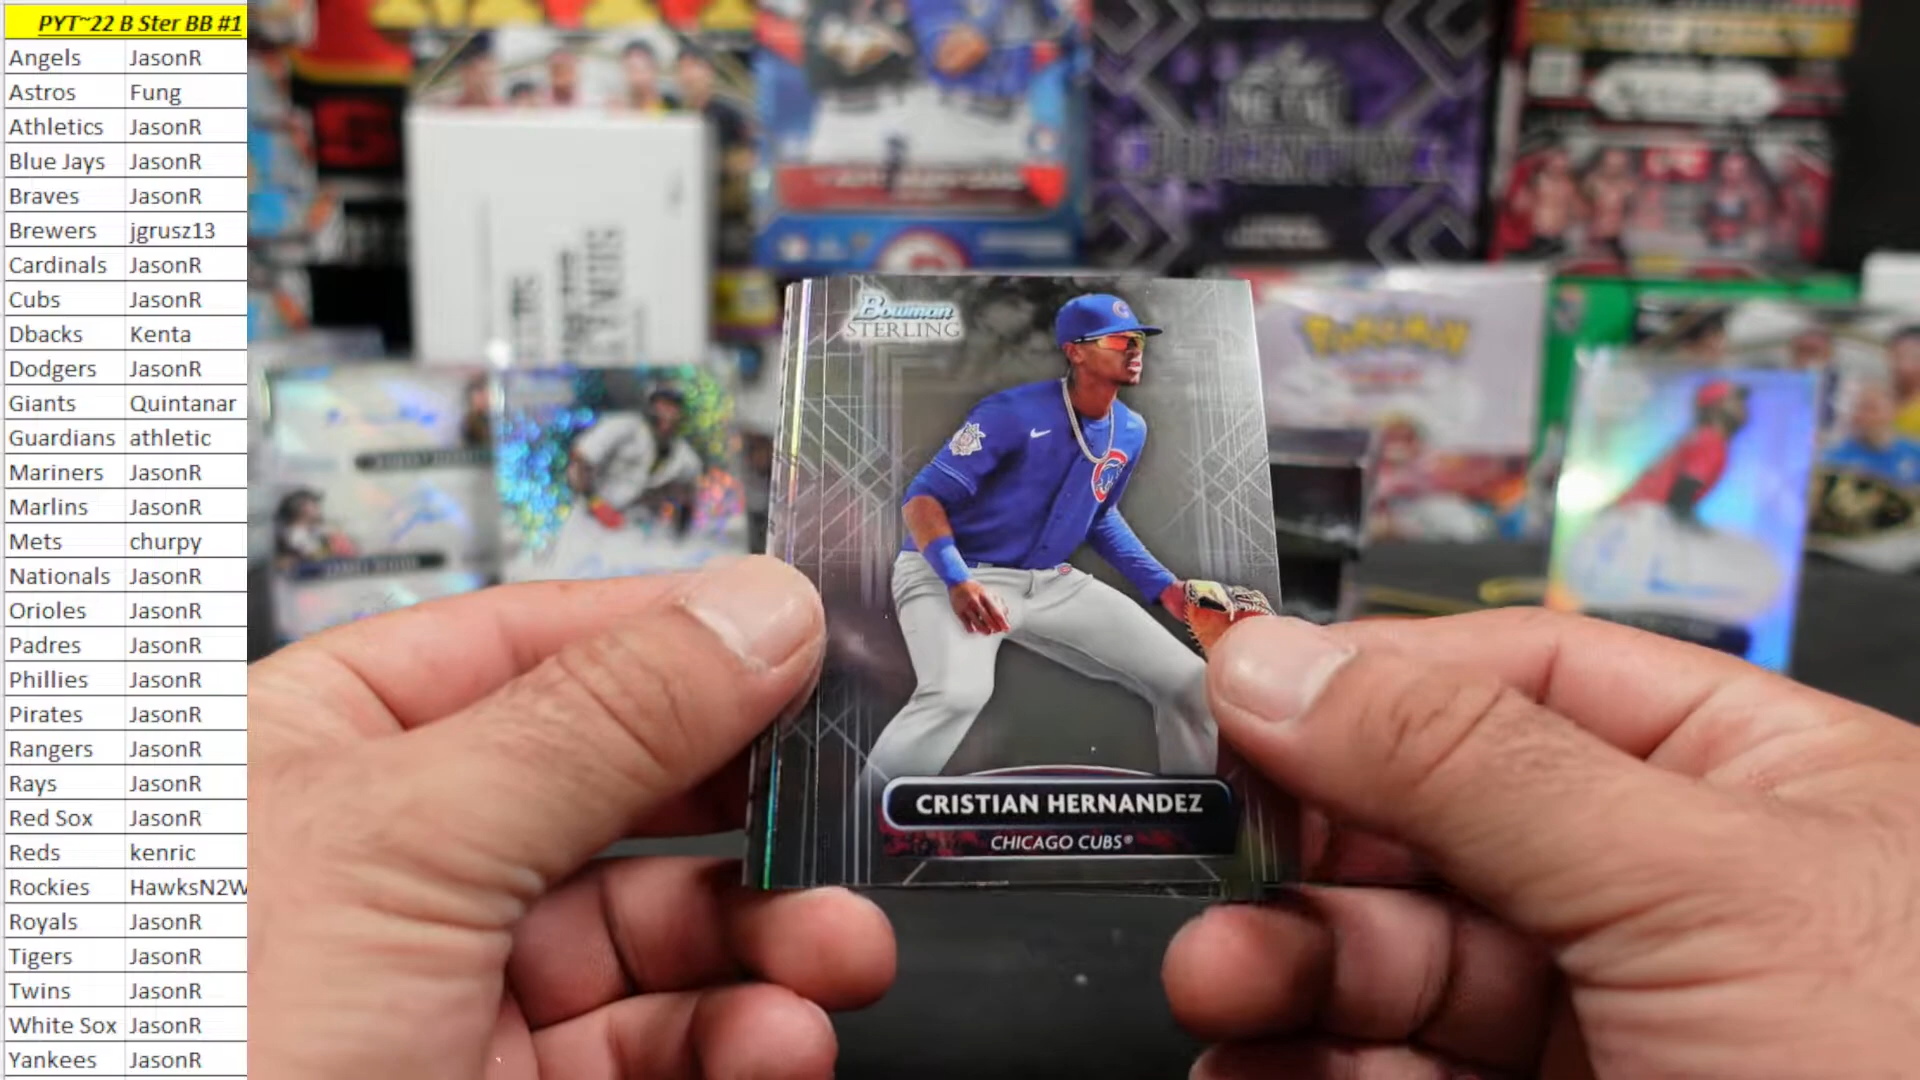 PYT~22 B Ster BB #1
Angels JasonR
Astros Fung
Athletics JasonR
Blue Jays JasonR
Braves JasonR
Brewers jgrusz13
Cardinals JasonR
Cubs JasonR
Dbacks Kenta
Dodgers JasonR
Giants Quintanar
Guardians athletic
Mariners JasonR
Marlins JasonR
Mets churpy
Nationals JasonR
Orioles JasonR
Padres JasonR
Phillies JasonR
Pirates JasonR
Rangers JasonR
Rays JasonR
Red Sox JasonR
Reds kenric
Rockies HawksN2W
Royals JasonR
Tigers JasonR
Twins JasonR
White Sox JasonR
Yankees JasonR
Bowman
STERLING
CRISTIAN HERNANDEZ
CHICAGO CUBS®
POKEMON
METAL